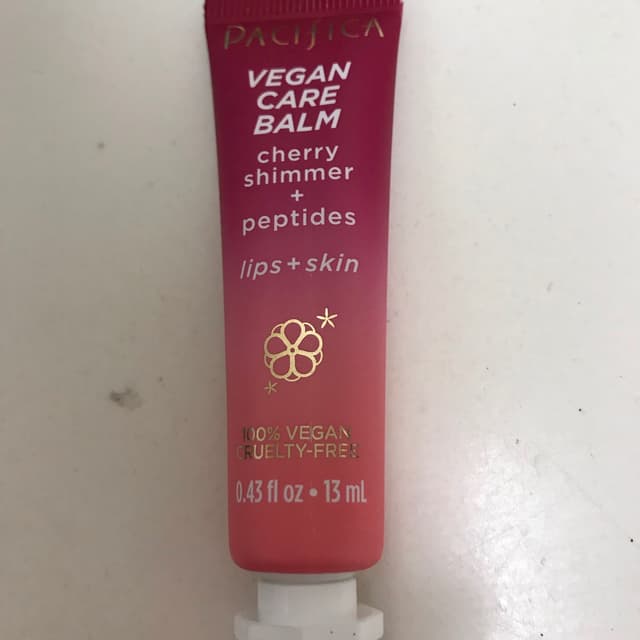 PACIFICA
VEGAN
CARE
BALM
cherry
shimmer
+
peptides
lips + skin
100% VEGAN
CRUELTY-FREE
0.43 fl oz • 13 mL